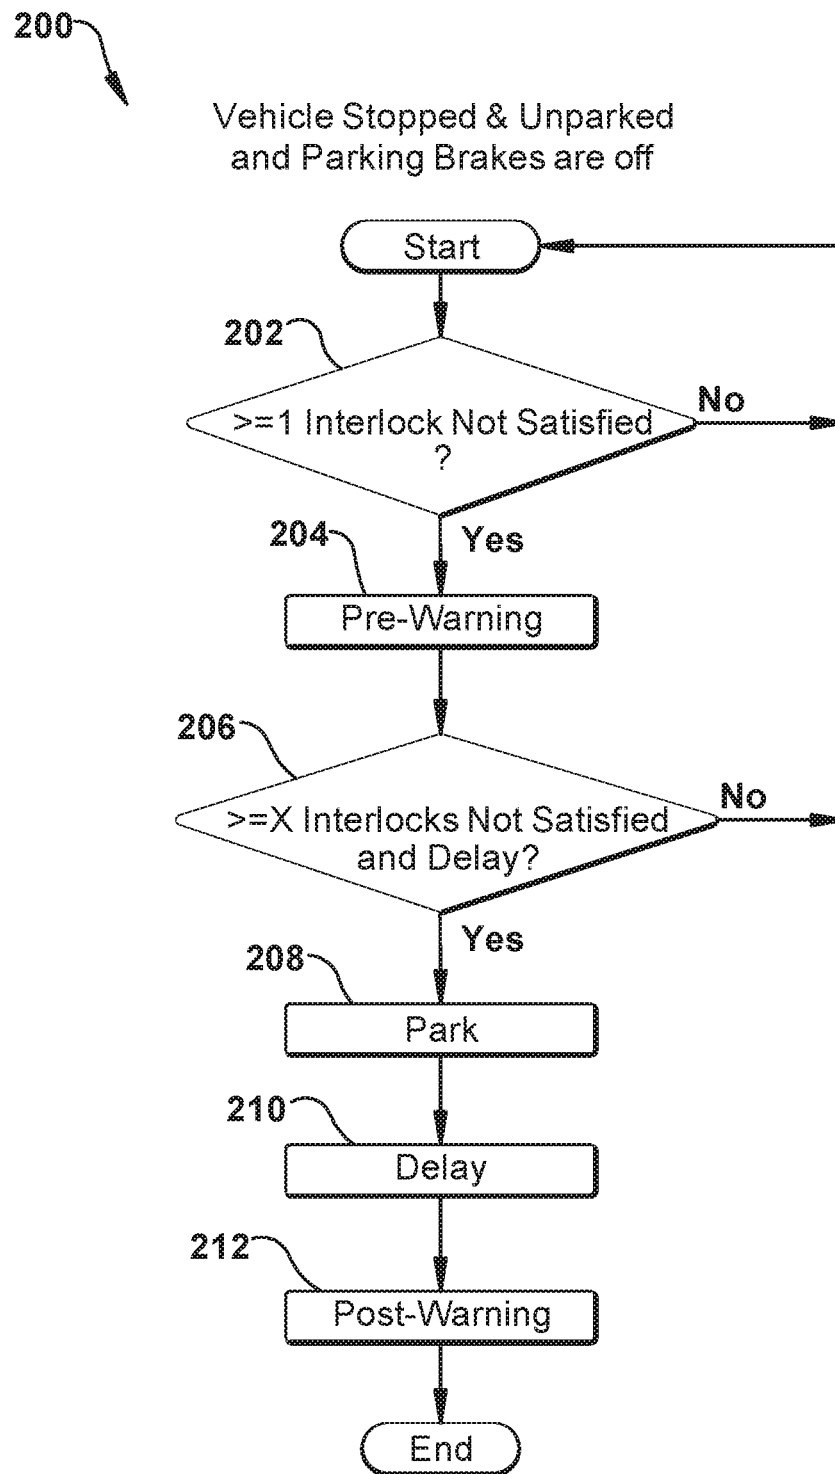 200
Vehicle Stopped & Unparked
and Parking Brakes are off
Start
202
>=1 Interlock Not Satisfied
?
No
Yes
204
Pre-Warning
206
>=X Interlocks Not Satisfied
and Delay?
No
Yes
208
Park
210
Delay
212
Post-Warning
End